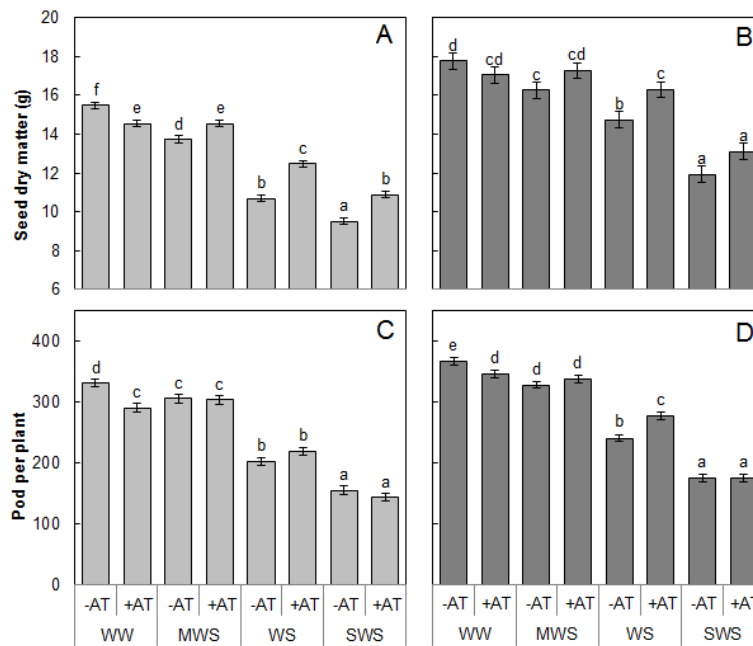 Seed dry matter (g)
20
18
16
14
12
10
8
6
A
f e d e b c a b
B
d cd c cd b c a a
Pod per plant
400
300
200
100
0
C
d c c c b b a a
D
e d d d b c a a
-AT +AT -AT +AT -AT +AT -AT +AT
WW MWS WS SWS
-AT +AT -AT +AT -AT +AT -AT +AT
WW MWS WS SWS